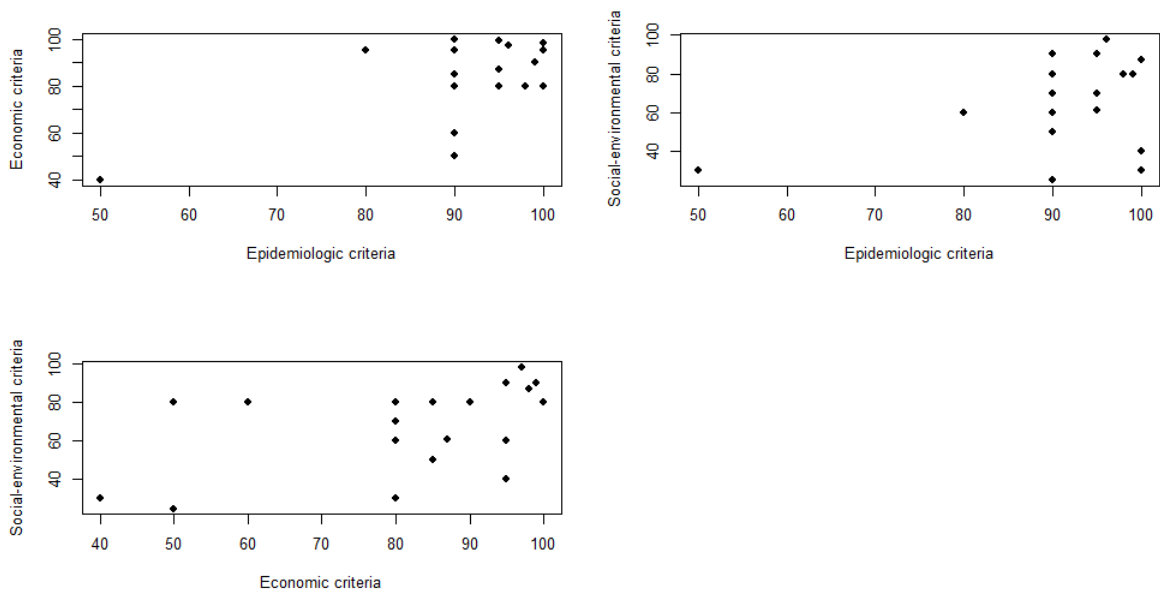 Economic criteria
100
80
60
40
50 60 70 80 90 100
Epidemiologic criteria
Social-environmental criteria
100
80
60
40
50 60 70 80 90 100
Epidemiologic criteria
Social-environmental criteria
100
80
60
40
40 50 60 70 80 90 100
Economic criteria